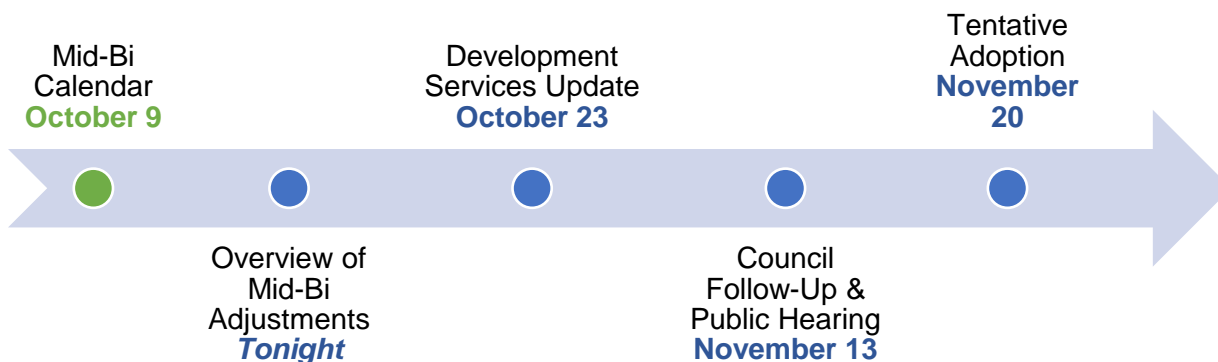 Mid-Bi
Calendar
October 9
Overview of
Mid-Bi
Adjustments
Tonight
Development
Services Update
October 23
Council
Follow-Up &
Public Hearing
November 13
Tentative
Adoption
November
20